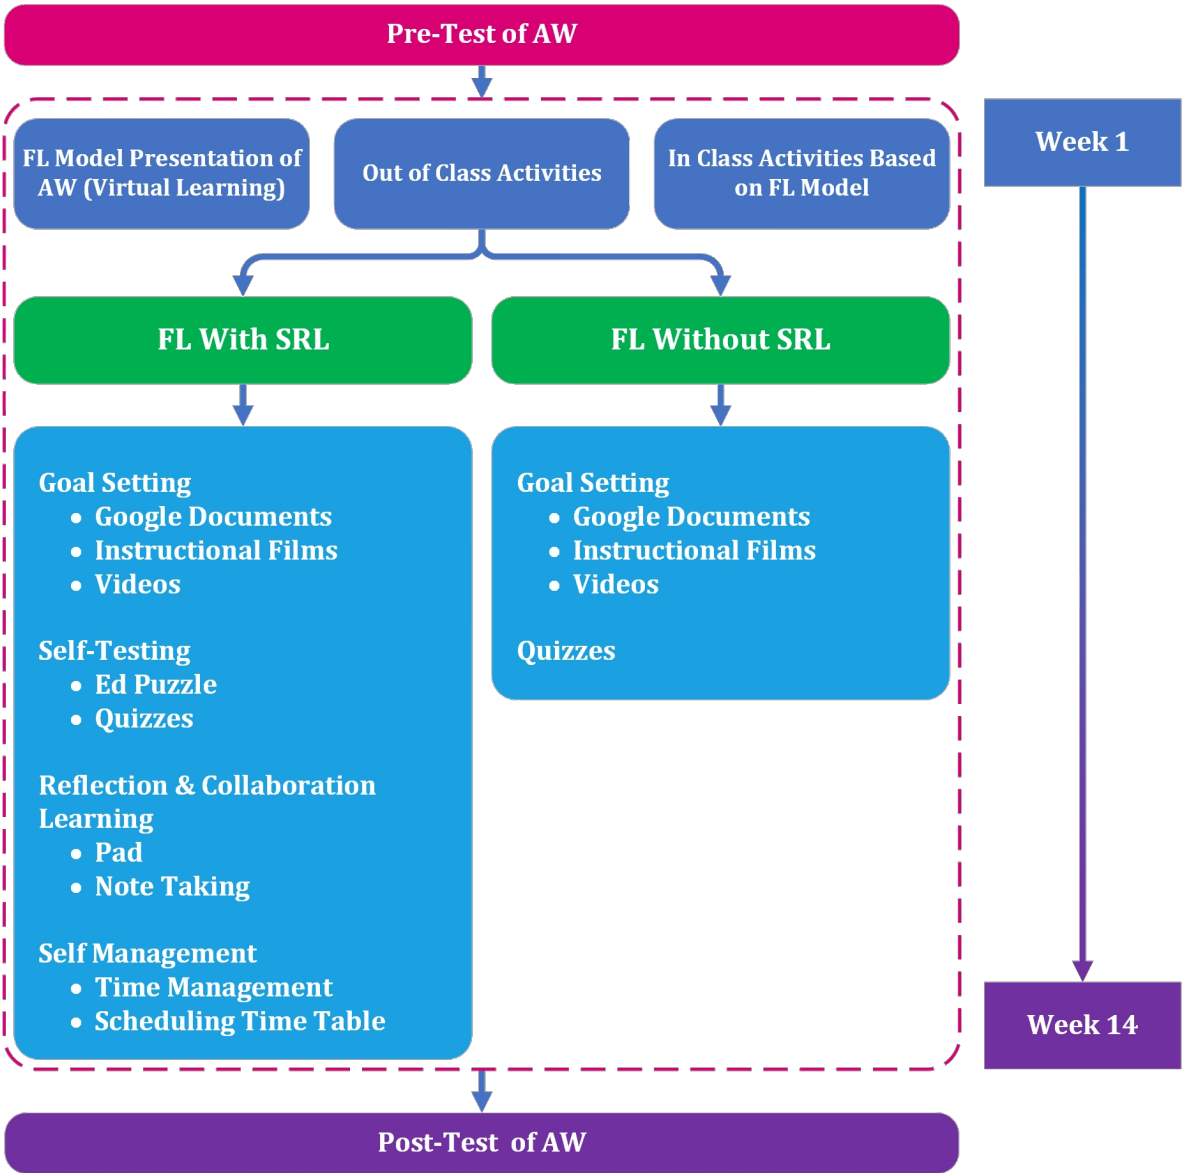 Pre-Test of AW
FL Model Presentation of
AW (Virtual Learning)
Out of Class Activities
In Class Activities Based
on FL Model
Week 1
FL With SRL
FL Without SRL
Goal Setting
• Google Documents
• Instructional Films
• Videos
Self-Testing
• Ed Puzzle
• Quizzes
Reflection & Collaboration
Learning
• Pad
• Note Taking
Self Management
• Time Management
• Scheduling Time Table
Goal Setting
• Google Documents
• Instructional Films
• Videos
Quizzes
Week 14
Post-Test of AW